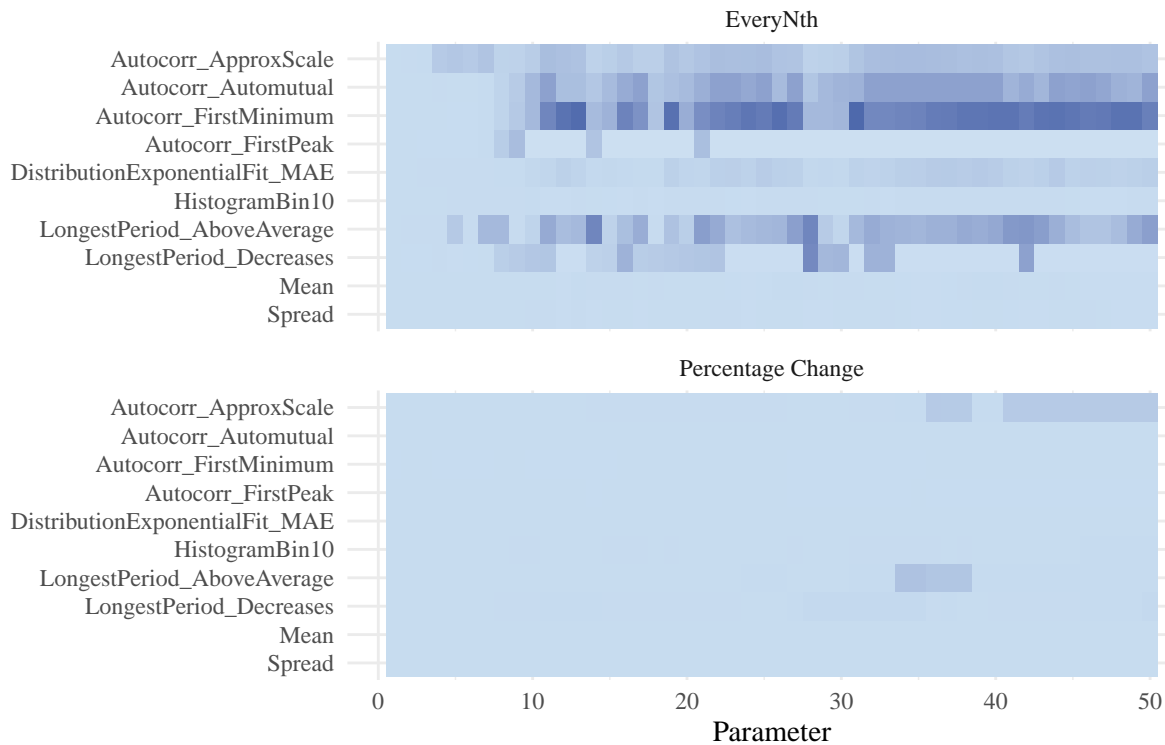 EveryNth
Autocorr_ApproxScale
Autocorr_Automutual
Autocorr_FirstMinimum
Autocorr_FirstPeak
DistributionExponentialFit_MAE
HistogramBin10
LongestPeriod_AboveAverage
LongestPeriod_Decreases
Mean
Spread
Percentage Change
Autocorr_ApproxScale
Autocorr_Automutual
Autocorr_FirstMinimum
Autocorr_FirstPeak
DistributionExponentialFit_MAE
HistogramBin10
LongestPeriod_AboveAverage
LongestPeriod_Decreases
Mean
Spread
0 10 20 30 40 50
Parameter